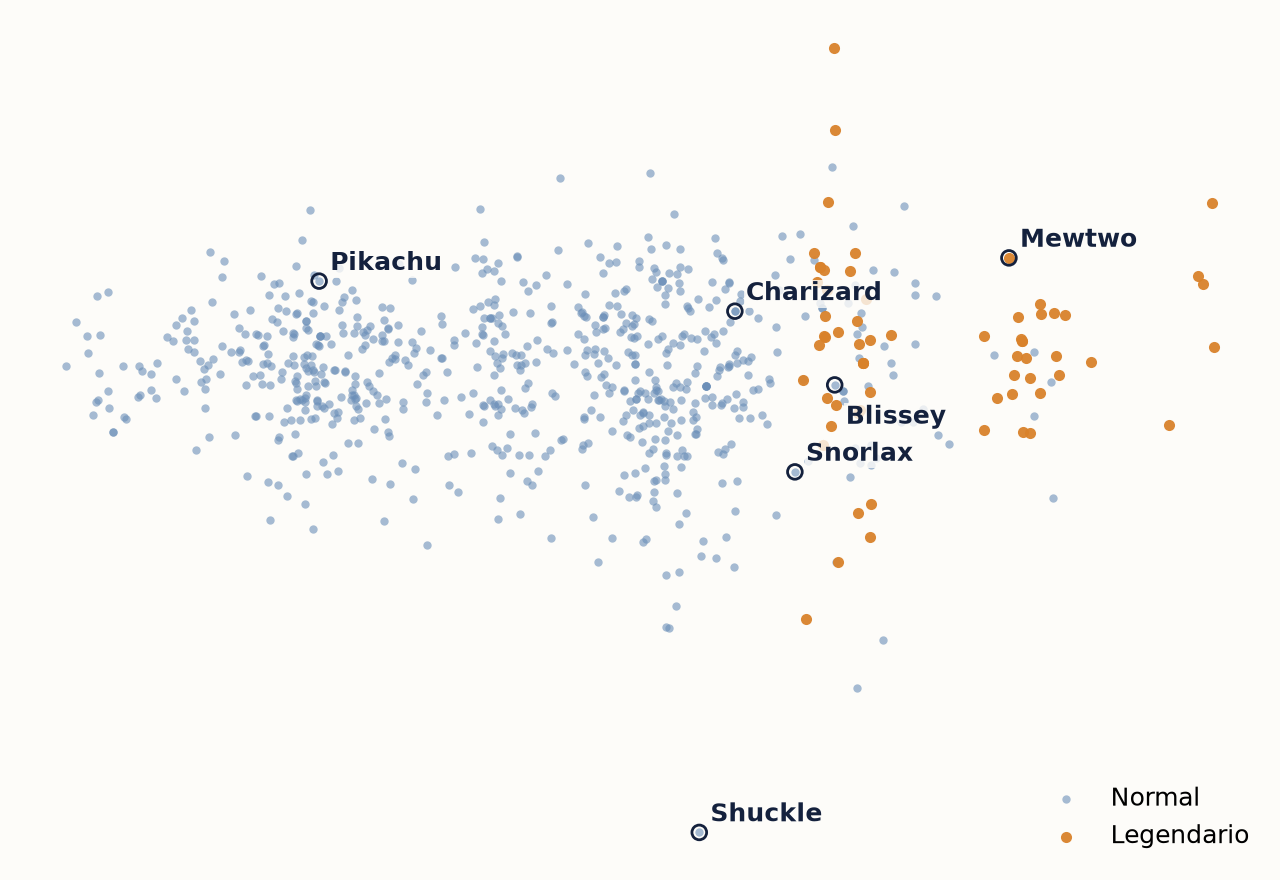 Mewtwo
Pikachu
Charizard
Blissey
Snorlax
Shuckle
Normal
Legendario